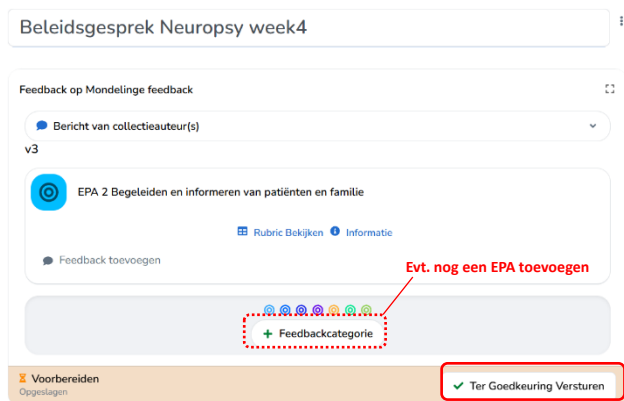 Beleidsgesprek Neuropsy week4
Feedback op Mondelinge feedback
Bericht van collectieauteur(s)
v3
EPA 2 Begeleiden en informeren van patiënten en familie
Rubric Bekijken Informatie
Feedback toevoegen
Evt. nog een EPA toevoegen
+ Feedbackcategorie
Voorbereiden
Opgeslagen
Ter Goedkeuring Versturen